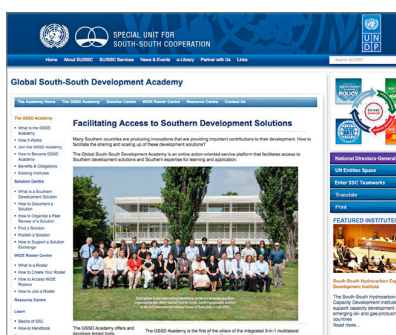 SPECIAL UNIT FOR
SOUTH-SOUTH COOPERATION
U N
D P
Home About SU/SSC SU/SSC Services News & Events e-Library Partner with Us Links
Search SU/SSC
Global South-South Development Academy
The Academy Home The GSSD Academy Solution Centre WIDE Roster Centre Resource Centre Contact Us
The GSSD Academy
What is the GSSD
Academy
How it Works
Join the GSSD Academy
How to Become GSSD
Academy
Benefits & Obligations
Existing Institutes
Solution Centre
What is a Southern
Development Solution
How to Document a
Solution
How to Organize a Peer
Review of a Solution
Find a Solution
Publish a Solution
How to Support a Solution
Exchange
WIDE Roster Centre
What is a Roster
How to Create Your Roster
How to Access WIDE
Rosters
How to Join a Roster
Resource Centre
Learn
Basics of SSC
How to Handbook
Facilitating Access to Southern Development Solutions
Many Southern countries are producing innovations that are providing important contributions to their development. How to
facilitate the sharing and scaling up of these development solutions?
The Global South-South Development Academy is an online action-oriented service platform that facilitates access to
Southern development solutions and Southern expertise for learning and application.
The GSSD Academy offers and
develops tested tools.
The GSSD Academy is the first of the pillars of the integrated 3-in-1 multilateral
POLICY
National Directors-General
UN Entities Space
Enter SSC Teamworks
Translate
Print
FEATURED INSTITUTES
South-South Hydrocarbon Cap
Development Institute
The South-South Hydrocarbon
Capacity Development Institute
support capacity development
emerging oil- and gas-produci
countries
Read more...